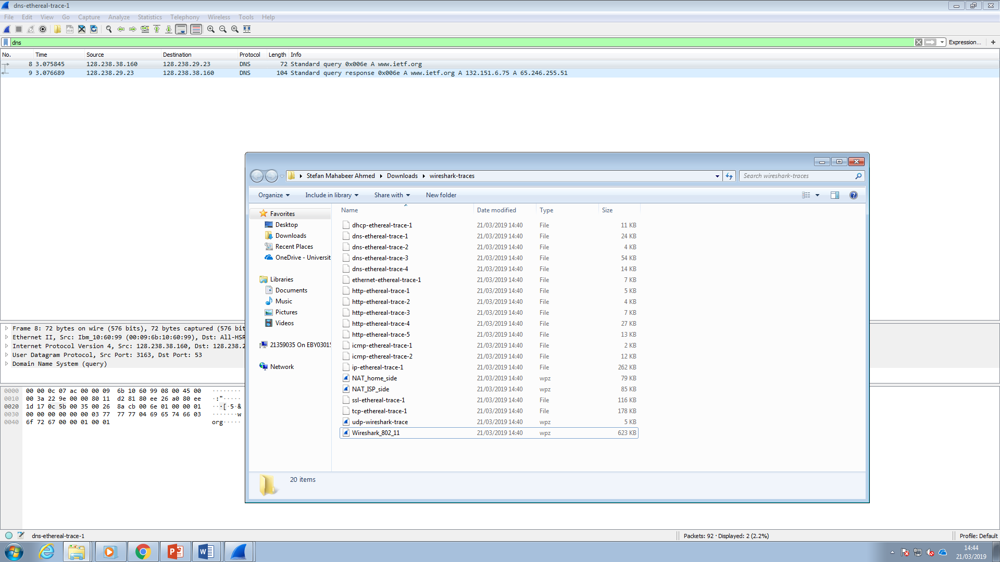 dns-ethereal-trace-1
File Edit View Go Capture Analyze Statistics Telephony Wireless Tools Help
dns
Expression...
No. Time Source Destination Protocol Length Info
8 3.075845 128.238.38.160 128.238.29.23 DNS 72 Standard query 0x006e A www.ietf.org
9 3.076689 128.238.29.23 128.238.38.160 DNS 104 Standard query response 0x006e A www.ietf.org A 132.151.6.75 A 65.246.255.51
Stefan Mahabeer Ahmed Downloads wireshark-traces
Search wireshark-traces
Organize Include in library Share with New folder
Favorites
Desktop
Downloads
Recent Places
OneDrive - Universit
Libraries
Documents
Music
Pictures
Videos
21359035 On EBY0301
Network
Name Date modified Type Size
dhcp-ethereal-trace-1 21/03/2019 14:40 File 11 KB
dns-ethereal-trace-1 21/03/2019 14:40 File 24 KB
dns-ethereal-trace-2 21/03/2019 14:40 File 4 KB
dns-ethereal-trace-3 21/03/2019 14:40 File 54 KB
dns-ethereal-trace-4 21/03/2019 14:40 File 14 KB
ethernet-ethereal-trace-1 21/03/2019 14:40 File 7 KB
http-ethereal-trace-1 21/03/2019 14:40 File 5 KB
http-ethereal-trace-2 21/03/2019 14:40 File 4 KB
http-ethereal-trace-3 21/03/2019 14:40 File 7 KB
http-ethereal-trace-4 21/03/2019 14:40 File 27 KB
http-ethereal-trace-5 21/03/2019 14:40 File 13 KB
icmp-ethereal-trace-1 21/03/2019 14:40 File 2 KB
icmp-ethereal-trace-2 21/03/2019 14:40 File 12 KB
ip-ethereal-trace-1 21/03/2019 14:40 File 262 KB
NAT_home_side 21/03/2019 14:40 wpz 79 KB
NAT_ISP_side 21/03/2019 14:40 wpz 85 KB
ssl-ethereal-trace-1 21/03/2019 14:40 File 116 KB
tcp-ethereal-trace-1 21/03/2019 14:40 File 178 KB
udp-wireshark-trace 21/03/2019 14:40 wpz 5 KB
Wireshark_802_11 21/03/2019 14:40 wpz 623 KB
20 items
Frame 8: 72 bytes on wire (576 bits), 72 bytes captured (576 bit
Ethernet II, Src: Ibm_10:60:99 (00:09:6b:10:60:99), Dst: All-HSR
Internet Protocol Version 4, Src: 128.238.38.160, Dst: 128.238.2
User Datagram Protocol, Src Port: 3163, Dst Port: 53
Domain Name System (query)
0000 00 00 0c 07 ac 00 00 09 6b 10 60 99 08 00 45 00 ········
0010 00 3a 22 9e 00 00 80 11 d2 81 80 ee 26 a0 80 ee ·:"·····
0020 1d 17 0c 5b 00 35 00 26 8a cb 00 6e 01 00 00 01 ···[·5·&
0030 00 00 00 00 00 00 03 77 77 77 04 69 65 74 66 03 ·······w
0040 6f 72 67 00 00 01 00 01 org·····
dns-ethereal-trace-1
Packets: 92 · Displayed: 2 (2.2%)
Profile: Default
14:44
21/03/2019